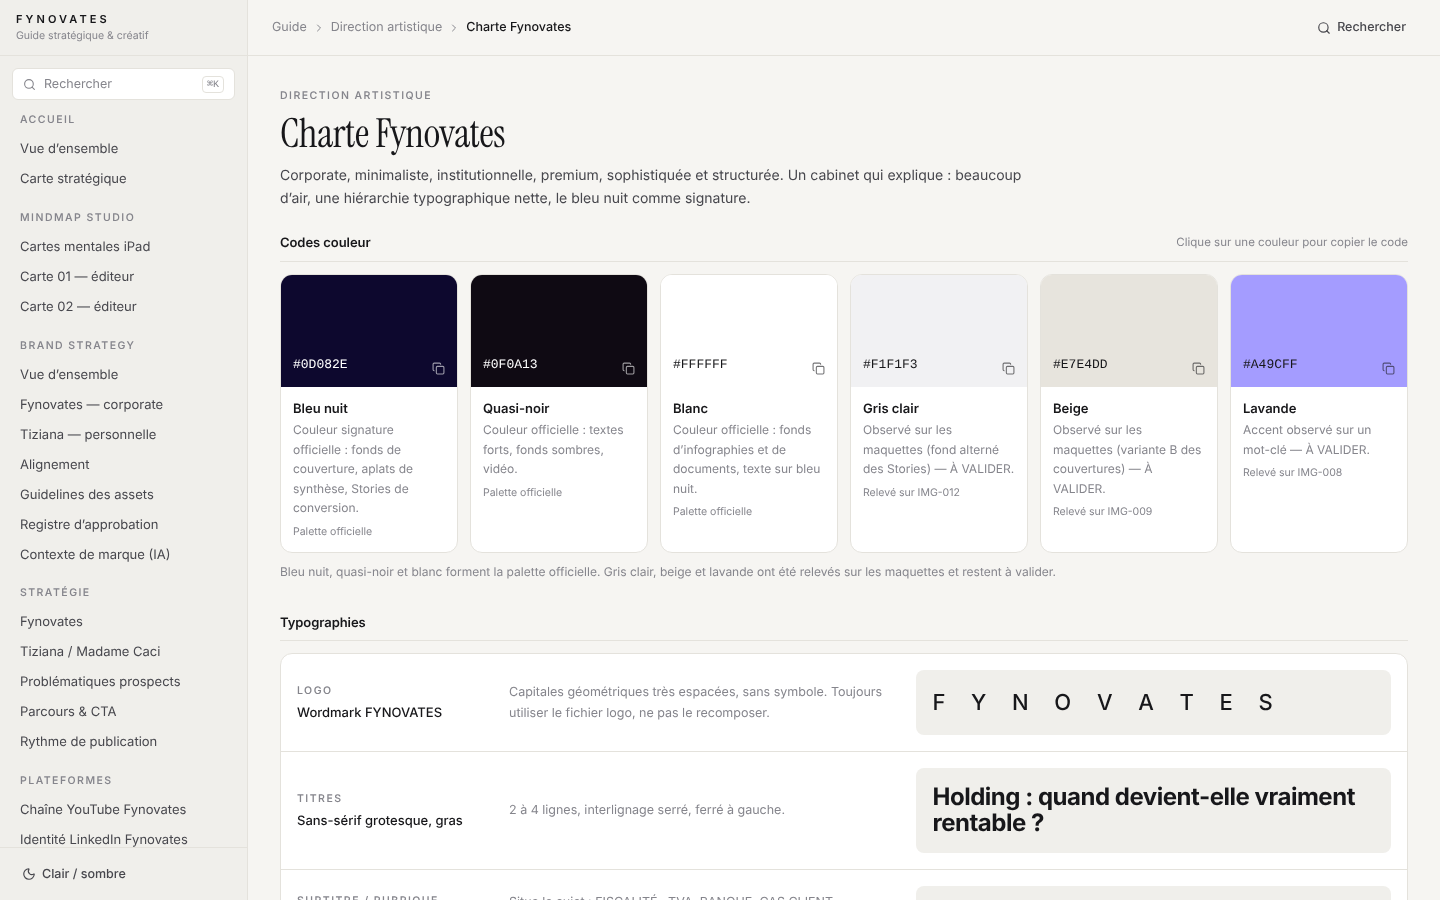 FYNOVATES
Guide stratégique & créatif
Rechercher
⌘K
ACCUEIL
Vue d’ensemble
Carte stratégique
MINDMAP STUDIO
Cartes mentales iPad
Carte 01 — éditeur
Carte 02 — éditeur
BRAND STRATEGY
Vue d’ensemble
Fynovates — corporate
Tiziana — personnelle
Alignement
Guidelines des assets
Registre d’approbation
Contexte de marque (IA)
STRATÉGIE
Fynovates
Tiziana / Madame Caci
Problématiques prospects
Parcours & CTA
Rythme de publication
PLATEFORMES
Chaîne YouTube Fynovates
Identité LinkedIn Fynovates
Clair / sombre
Guide > Direction artistique > Charte Fynovates
Rechercher
DIRECTION ARTISTIQUE
Charte Fynovates
Corporate, minimaliste, institutionnelle, premium, sophistiquée et structurée. Un cabinet qui explique : beaucoup
d’air, une hiérarchie typographique nette, le bleu nuit comme signature.
Codes couleur
Clique sur une couleur pour copier le code
#0D082E
Bleu nuit
Couleur signature
officielle : fonds de
couverture, aplats de
synthèse, Stories de
conversion.
Palette officielle
#0F0A13
Quasi-noir
Couleur officielle : textes
forts, fonds sombres,
vidéo.
Palette officielle
#FFFFFF
Blanc
Couleur officielle : fonds
d’infographies et de
documents, texte sur bleu
nuit.
Palette officielle
#F1F1F3
Gris clair
Observé sur les
maquettes (fond alterné
des Stories) — À VALIDER.
Relevé sur IMG-012
#E7E4DD
Beige
Observé sur les
maquettes (variante B des
couvertures) — À
VALIDER.
Relevé sur IMG-009
#A49CFF
Lavande
Accent observé sur un
mot-clé — À VALIDER.
Relevé sur IMG-008
Bleu nuit, quasi-noir et blanc forment la palette officielle. Gris clair, beige et lavande ont été relevés sur les maquettes et restent à valider.
Typographies
LOGO
Wordmark FYNOVATES
Capitales géométriques très espacées, sans symbole. Toujours
utiliser le fichier logo, ne pas le recomposer.
FYNOVATES
TITRES
Sans-sérif grotesque, gras
2 à 4 lignes, interlignage serré, ferré à gauche.
Holding : quand devient-elle vraiment
rentable ?
SURTITRE / RUBRIQUE
Situe le sujet : FISCALITÉ, TVA, BANQUE, CAS CLIENT